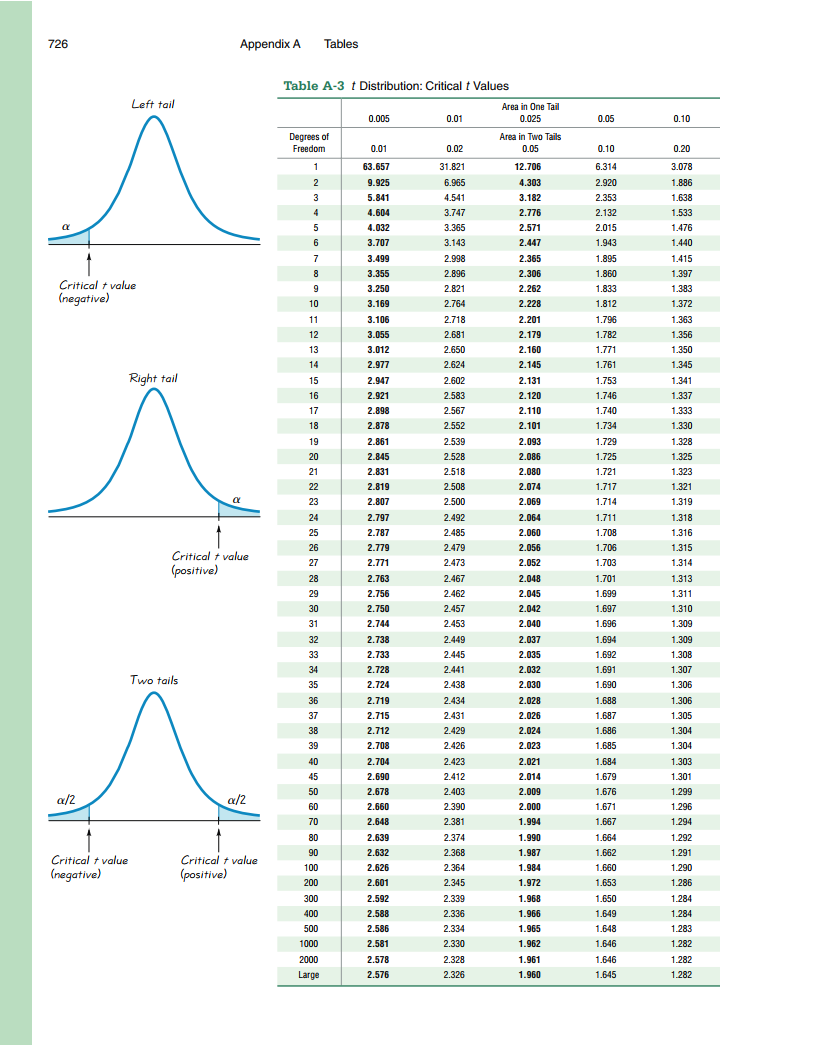 726 Appendix A Tables
Table A-3 t Distribution: Critical t Values
Left tail
α
Critical t value
(negative)
Right tail
α
Critical t value
(positive)
Two tails
α/2 α/2
Critical t value Critical t value
(negative) (positive)
Area in One Tail
0.005 0.01 0.025 0.05 0.10
Degrees of Area in Two Tails
Freedom 0.01 0.02 0.05 0.10 0.20
1 63.657 31.821 12.706 6.314 3.078
2 9.925 6.965 4.303 2.920 1.886
3 5.841 4.541 3.182 2.353 1.638
4 4.604 3.747 2.776 2.132 1.533
5 4.032 3.365 2.571 2.015 1.476
6 3.707 3.143 2.447 1.943 1.440
7 3.499 2.998 2.365 1.895 1.415
8 3.355 2.896 2.306 1.860 1.397
9 3.250 2.821 2.262 1.833 1.383
10 3.169 2.764 2.228 1.812 1.372
11 3.106 2.718 2.201 1.796 1.363
12 3.055 2.681 2.179 1.782 1.356
13 3.012 2.650 2.160 1.771 1.350
14 2.977 2.624 2.145 1.761 1.345
15 2.947 2.602 2.131 1.753 1.341
16 2.921 2.583 2.120 1.746 1.337
17 2.898 2.567 2.110 1.740 1.333
18 2.878 2.552 2.101 1.734 1.330
19 2.861 2.539 2.093 1.729 1.328
20 2.845 2.528 2.086 1.725 1.325
21 2.831 2.518 2.080 1.721 1.323
22 2.819 2.508 2.074 1.717 1.321
23 2.807 2.500 2.069 1.714 1.319
24 2.797 2.492 2.064 1.711 1.318
25 2.787 2.485 2.060 1.708 1.316
26 2.779 2.479 2.056 1.706 1.315
27 2.771 2.473 2.052 1.703 1.314
28 2.763 2.467 2.048 1.701 1.313
29 2.756 2.462 2.045 1.699 1.311
30 2.750 2.457 2.042 1.697 1.310
31 2.744 2.453 2.040 1.696 1.309
32 2.738 2.449 2.037 1.694 1.309
33 2.733 2.445 2.035 1.692 1.308
34 2.728 2.441 2.032 1.691 1.307
35 2.724 2.438 2.030 1.690 1.306
36 2.719 2.434 2.028 1.688 1.306
37 2.715 2.431 2.026 1.687 1.305
38 2.712 2.429 2.024 1.686 1.304
39 2.708 2.426 2.023 1.685 1.304
40 2.704 2.423 2.021 1.684 1.303
45 2.690 2.412 2.014 1.679 1.301
50 2.678 2.403 2.009 1.676 1.299
60 2.660 2.390 2.000 1.671 1.296
70 2.648 2.381 1.994 1.667 1.294
80 2.639 2.374 1.990 1.664 1.292
90 2.632 2.368 1.987 1.662 1.291
100 2.626 2.364 1.984 1.660 1.290
200 2.601 2.345 1.972 1.653 1.286
300 2.592 2.339 1.968 1.650 1.284
400 2.588 2.336 1.966 1.649 1.284
500 2.586 2.334 1.965 1.648 1.283
1000 2.581 2.330 1.962 1.646 1.282
2000 2.578 2.328 1.961 1.646 1.282
Large 2.576 2.326 1.960 1.645 1.282